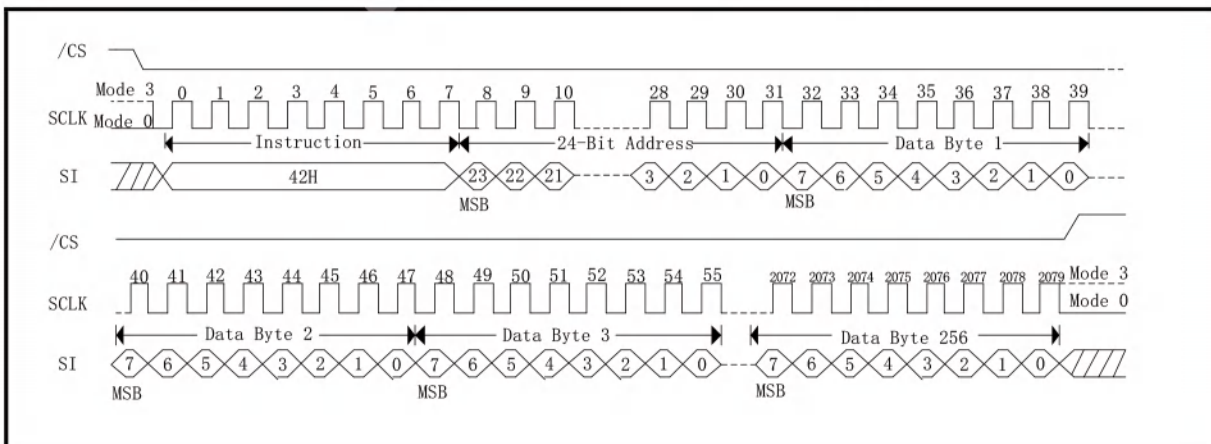 /CS
Mode 3 0 1 2 3 4 5 6 7 8 9 10 28 29 30 31 32 33 34 35 36 37 38 39
SCLK Mode 0
Instruction 24-Bit Address Data Byte 1
SI 42H 23 22 21 3 2 1 0 7 6 5 4 3 2 1 0
MSB MSB
/CS
40 41 42 43 44 45 46 47 48 49 50 51 52 53 54 55 2072 2073 2074 2075 2076 2077 2078 2079 Mode 3
SCLK Mode 0
Data Byte 2 Data Byte 3 Data Byte 256
SI 7 6 5 4 3 2 1 0 7 6 5 4 3 2 1 0 7 6 5 4 3 2 1 0
MSB MSB MSB